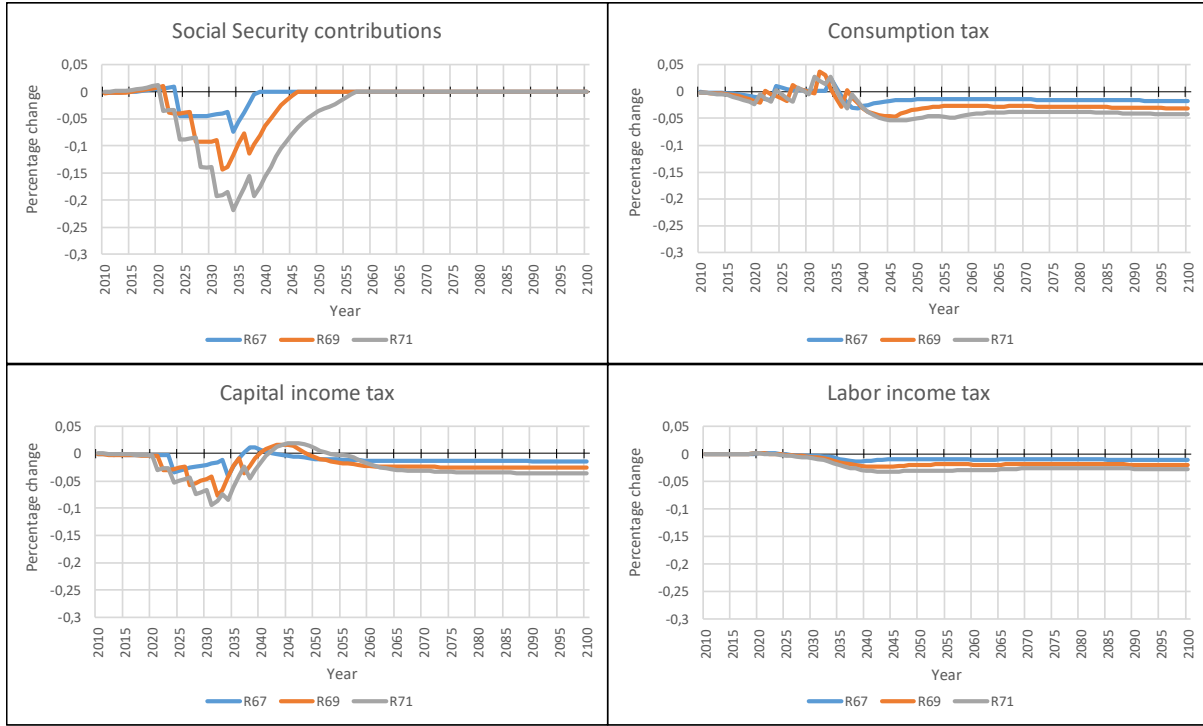 Social Security contributions
0,05
0
-0,05
-0,1
-0,15
-0,2
-0,25
-0,3
Percentage change
2010 2015 2020 2025 2030 2035 2040 2045 2050 2055 2060 2065 2070 2075 2080 2085 2090 2095 2100
Year
R67 R69 R71
Consumption tax
0,05
0
-0,05
-0,1
-0,15
-0,2
-0,25
-0,3
Percentage change
2010 2015 2020 2025 2030 2035 2040 2045 2050 2055 2060 2065 2070 2075 2080 2085 2090 2095 2100
Year
R67 R69 R71
Capital income tax
0,05
0
-0,05
-0,1
-0,15
-0,2
-0,25
-0,3
Percentage change
2010 2015 2020 2025 2030 2035 2040 2045 2050 2055 2060 2065 2070 2075 2080 2085 2090 2095 2100
Year
R67 R69 R71
Labor income tax
0,05
0
-0,05
-0,1
-0,15
-0,2
-0,25
-0,3
Percentage change
2010 2015 2020 2025 2030 2035 2040 2045 2050 2055 2060 2065 2070 2075 2080 2085 2090 2095 2100
Year
R67 R69 R71